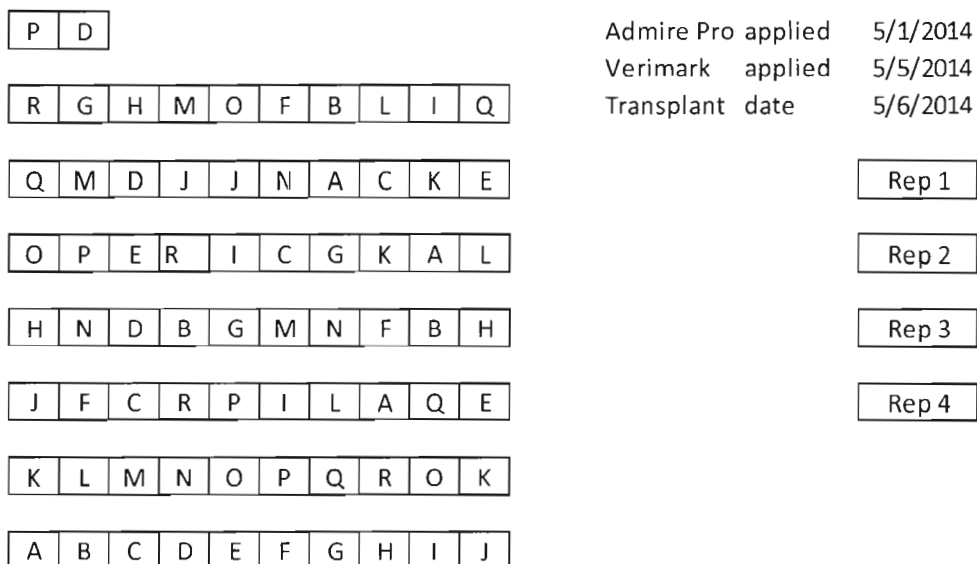 P D Admire Pro applied 5/1/2014
Verimark applied 5/5/2014
R G H M O F B L I Q Transplant date 5/6/2014
Q M D J J N A C K E Rep 1
O P E R I C G K A L Rep 2
H N D B G M N F B H Rep 3
J F C R P I L A Q E Rep 4
K L M N O P Q R O K
A B C D E F G H I J